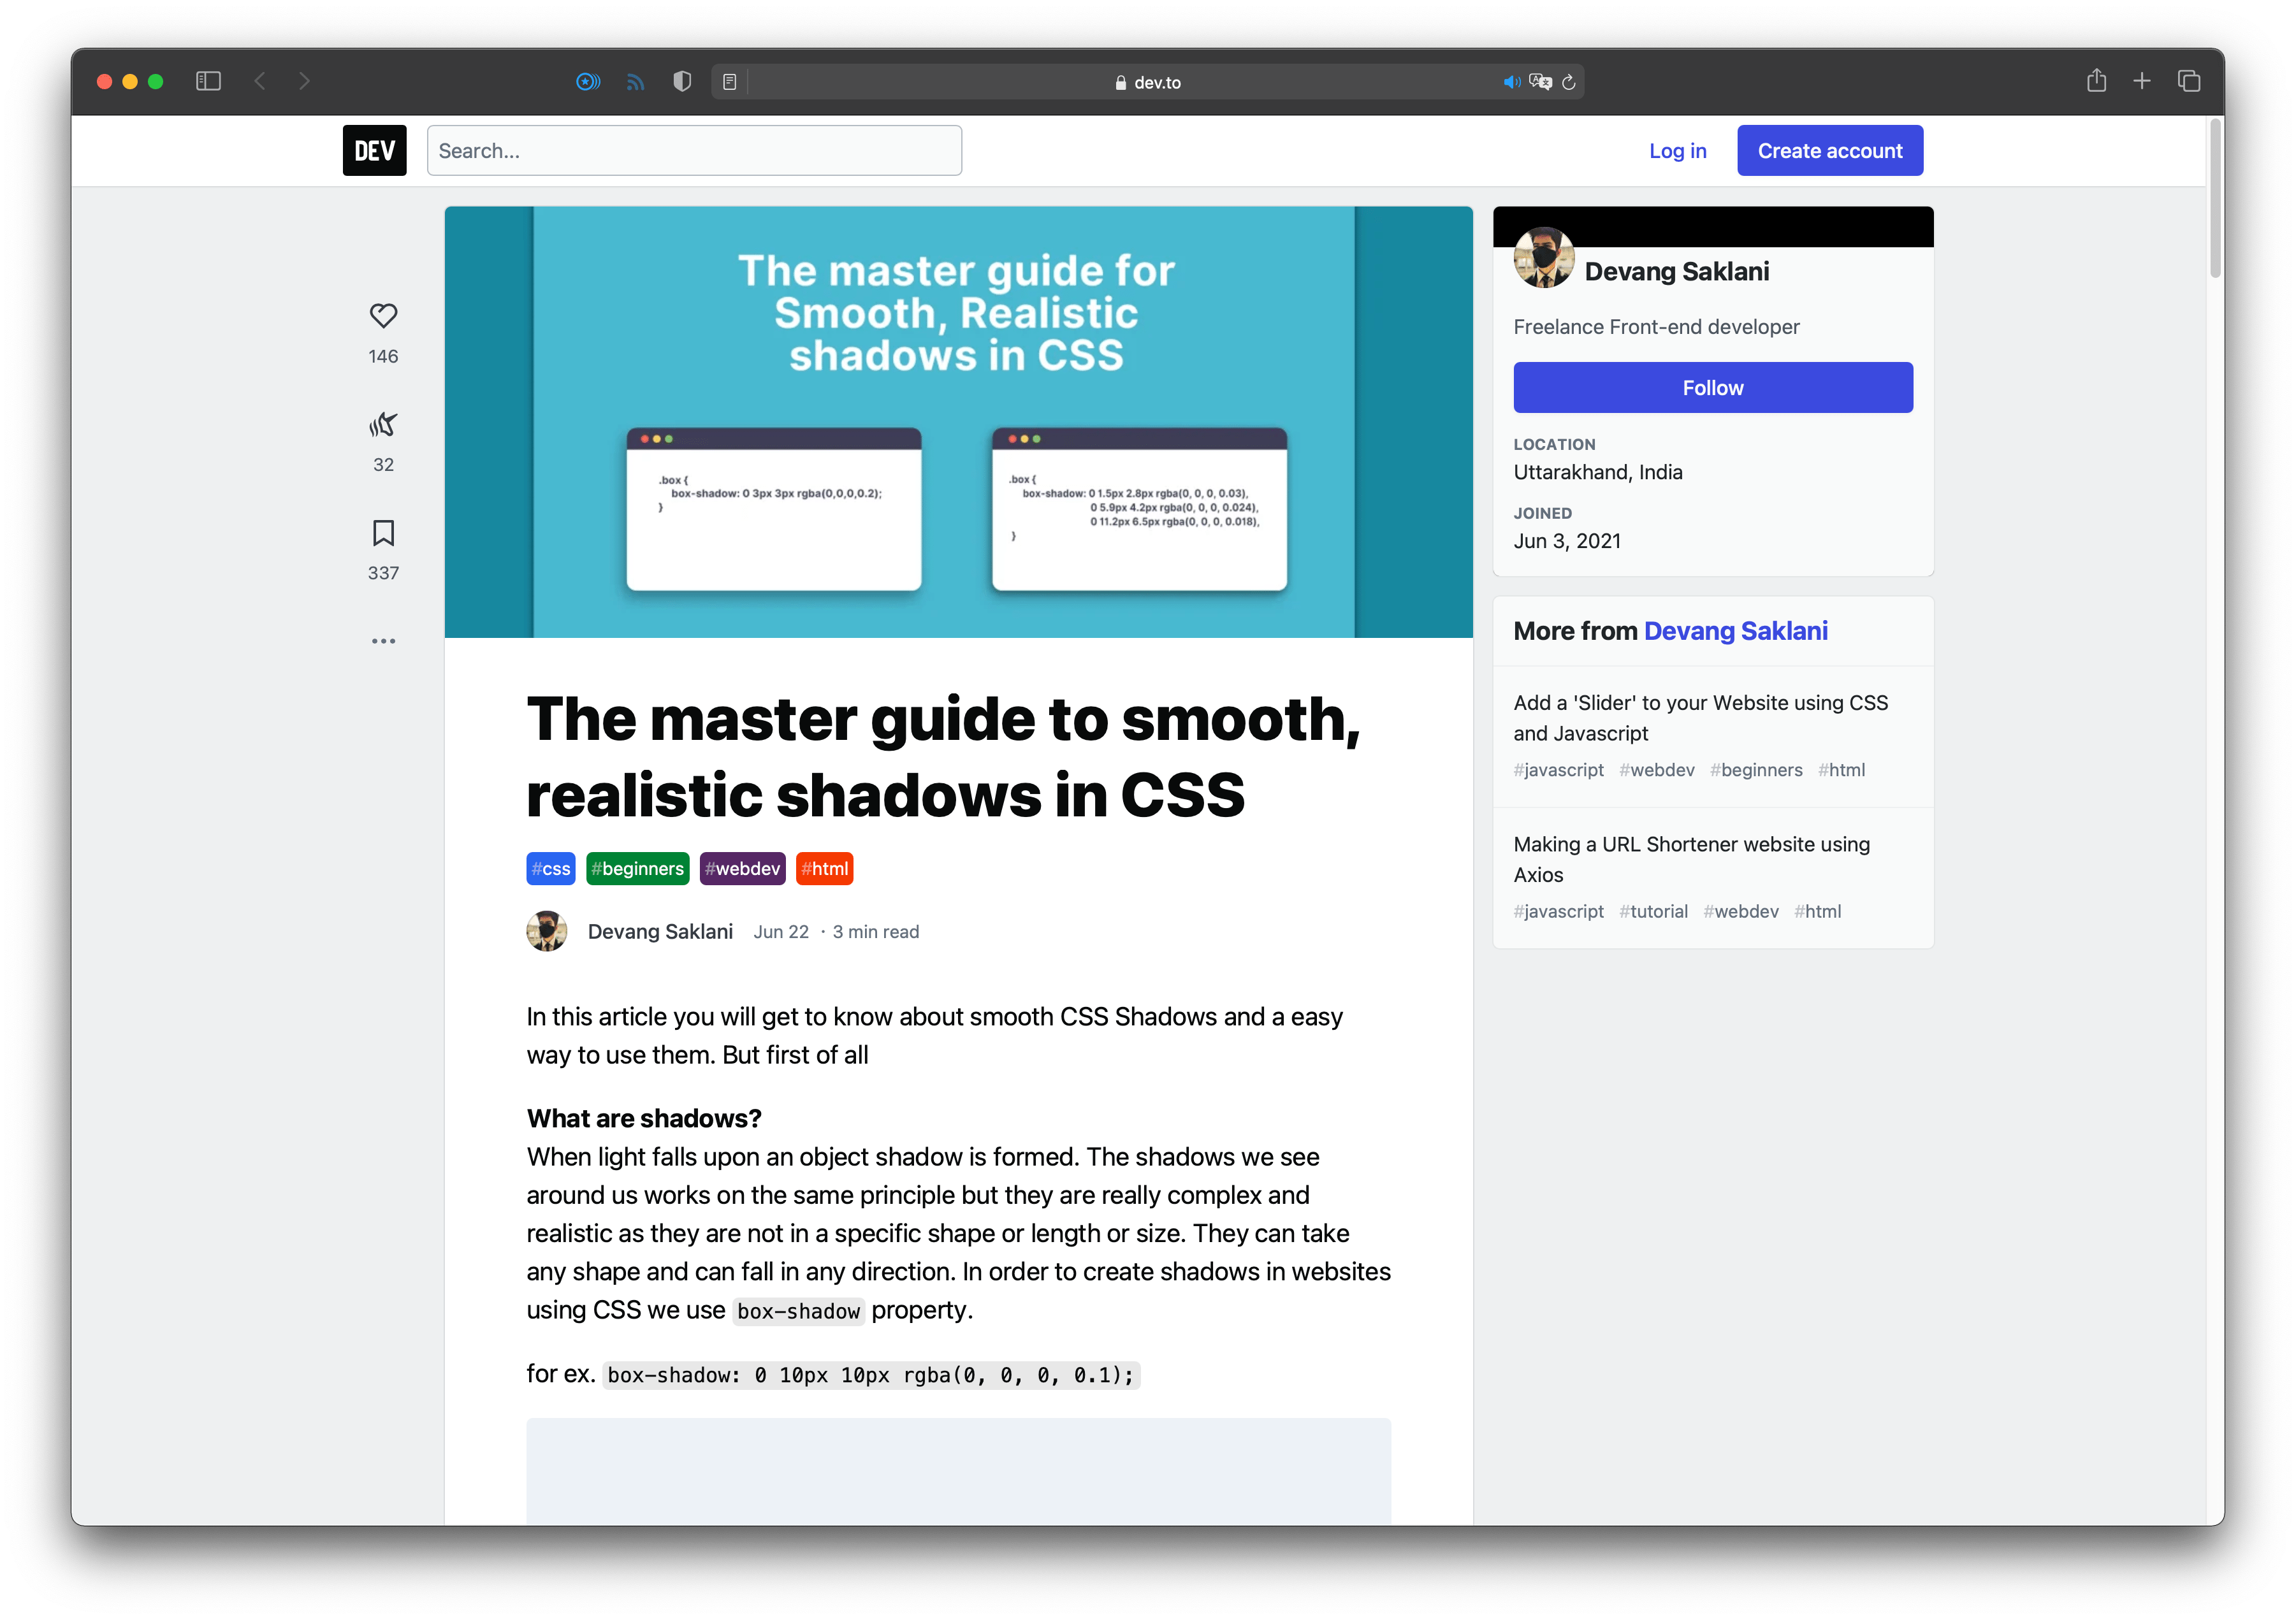 dev.to
DEV
Search...
Log in
Create account
The master guide for
Smooth, Realistic
shadows in CSS
.box {
box-shadow: 0 3px 3px rgba(0,0,0,0.2);
}
.box {
box-shadow: 0 1.5px 2.8px rgba(0, 0, 0, 0.03),
0 5.9px 4.2px rgba(0, 0, 0, 0.024),
0 11.2px 6.5px rgba(0, 0, 0, 0.018),
}
146
32
337
The master guide to smooth,
realistic shadows in CSS
#css #beginners #webdev #html
Devang Saklani Jun 22 · 3 min read
In this article you will get to know about smooth CSS Shadows and a easy
way to use them. But first of all
What are shadows?
When light falls upon an object shadow is formed. The shadows we see
around us works on the same principle but they are really complex and
realistic as they are not in a specific shape or length or size. They can take
any shape and can fall in any direction. In order to create shadows in websites
using CSS we use box-shadow property.
for ex. box-shadow: 0 10px 10px rgba(0, 0, 0, 0.1);
Devang Saklani
Freelance Front-end developer
Follow
LOCATION
Uttarakhand, India
JOINED
Jun 3, 2021
More from Devang Saklani
Add a 'Slider' to your Website using CSS
and Javascript
#javascript #webdev #beginners #html
Making a URL Shortener website using
Axios
#javascript #tutorial #webdev #html